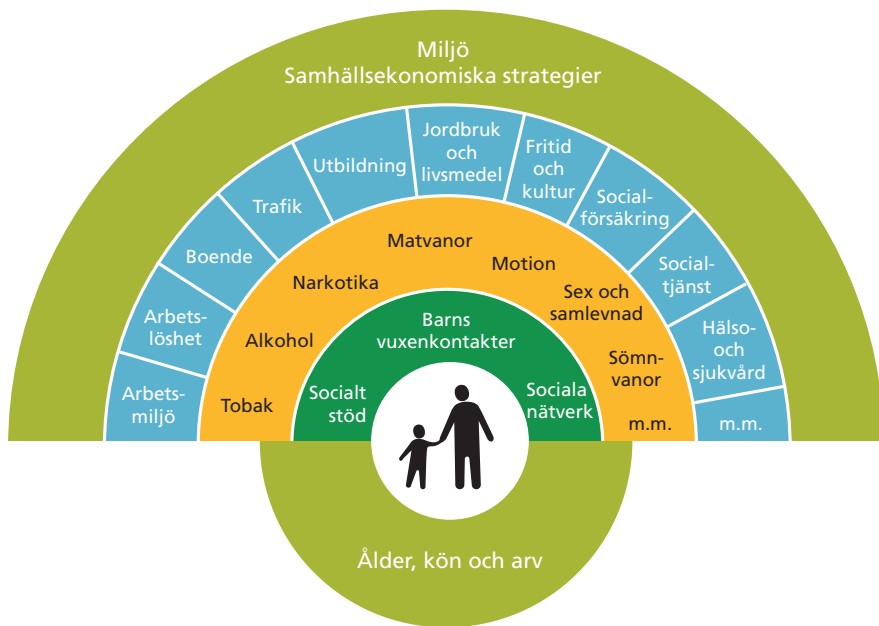 Miljö
Samhällsekonomiska strategier
Arbets-
miljö
Arbets-
löshet
Boende
Trafik
Utbildning
Jordbruk
och
livsmedel
Fritid
och
kultur
Social-
försäkring
Social-
tjänst
Hälso-
och
sjukvård
m.m.
Tobak
Alkohol
Narkotika
Matvanor
Motion
Sex och
samlevnad
Sömn-
vanor
m.m.
Socialt
stöd
Barns
vuxenkontakter
Sociala
nätverk
Ålder, kön och arv